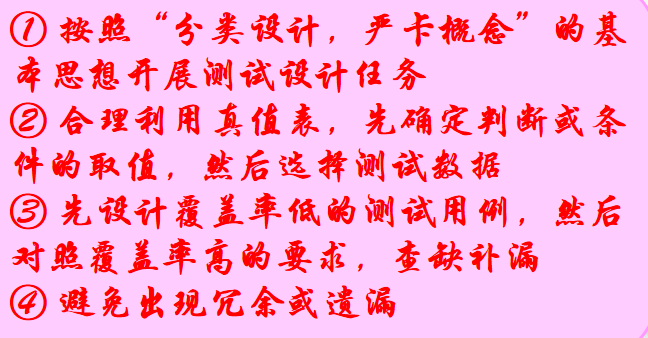 ① 按照“分类设计，严卡概念”的基
本思想开展测试设计任务
② 合理利用真值表，先确定判断或条
件的取值，然后选择测试数据
③ 先设计覆盖率低的测试用例，然后
对照覆盖率高的要求，查缺补漏
④ 避免出现冗余或遗漏